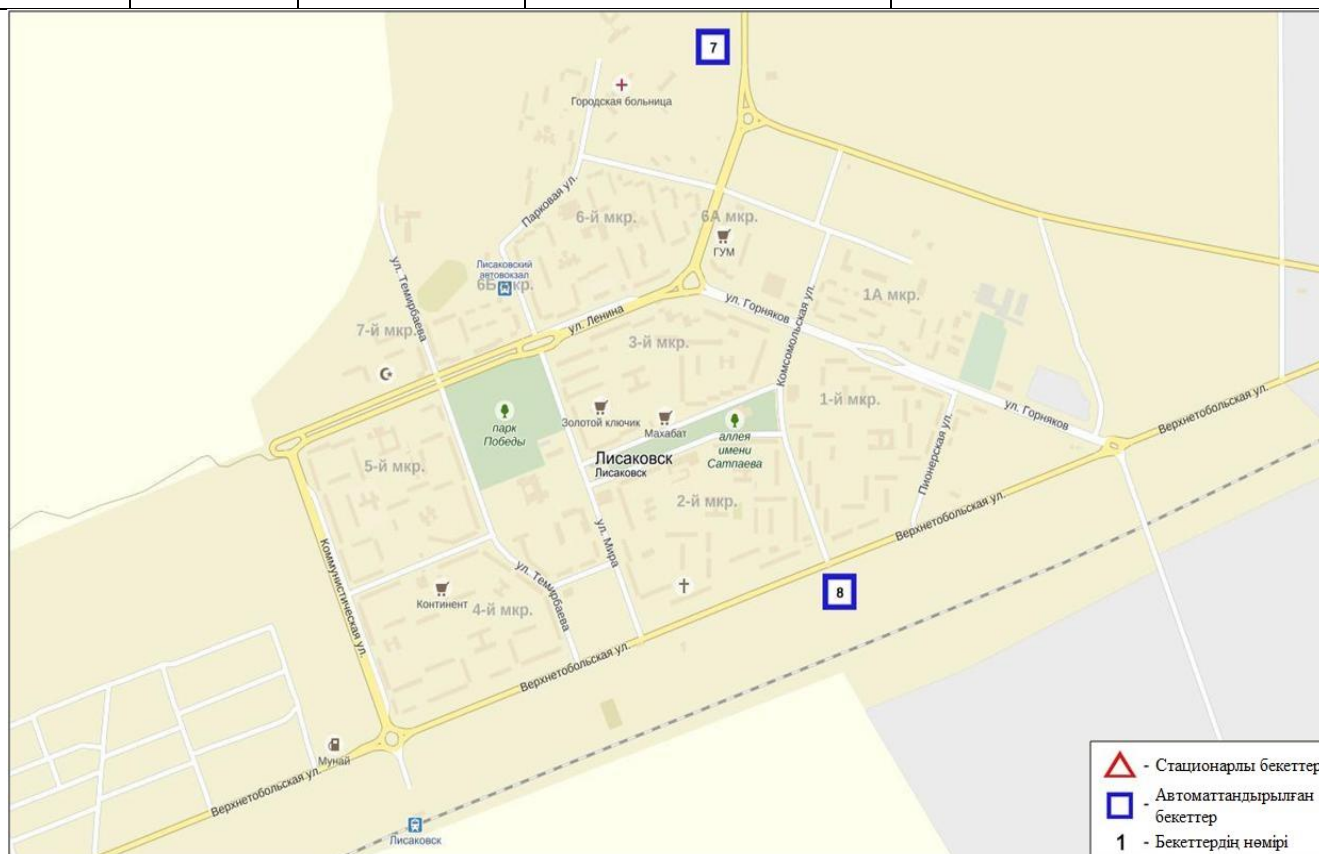 7
Городская больница
Парковая ул.
6-й мкр.
6А мкр.
ГУМ
ул. Темирбаева
Лисаковский
автовокзал
6Б мкр.
1А мкр.
ул. Горняков
Комсомольская ул.
ул. Ленина
7-й мкр.
3-й мкр.
1-й мкр.
Верхнетобольская ул.
ул. Горняков
парк
Победы
Золотой ключик
Махабат
аллея
имени
Сатпаева
Пионерская ул.
Лисаковск
Лисаковск
5-й мкр.
2-й мкр.
Верхнетобольская ул.
ул. Мира
Коммунистическая ул.
ул. Темирбаева
Континент
4-й мкр.
8
Верхнетобольская ул.
Мунай
Верхнетобольская ул.
Лисаковск
- Стационарлы бекеттер
- Автоматтандырылған
бекеттер
1 - Бекеттердің нөмірі